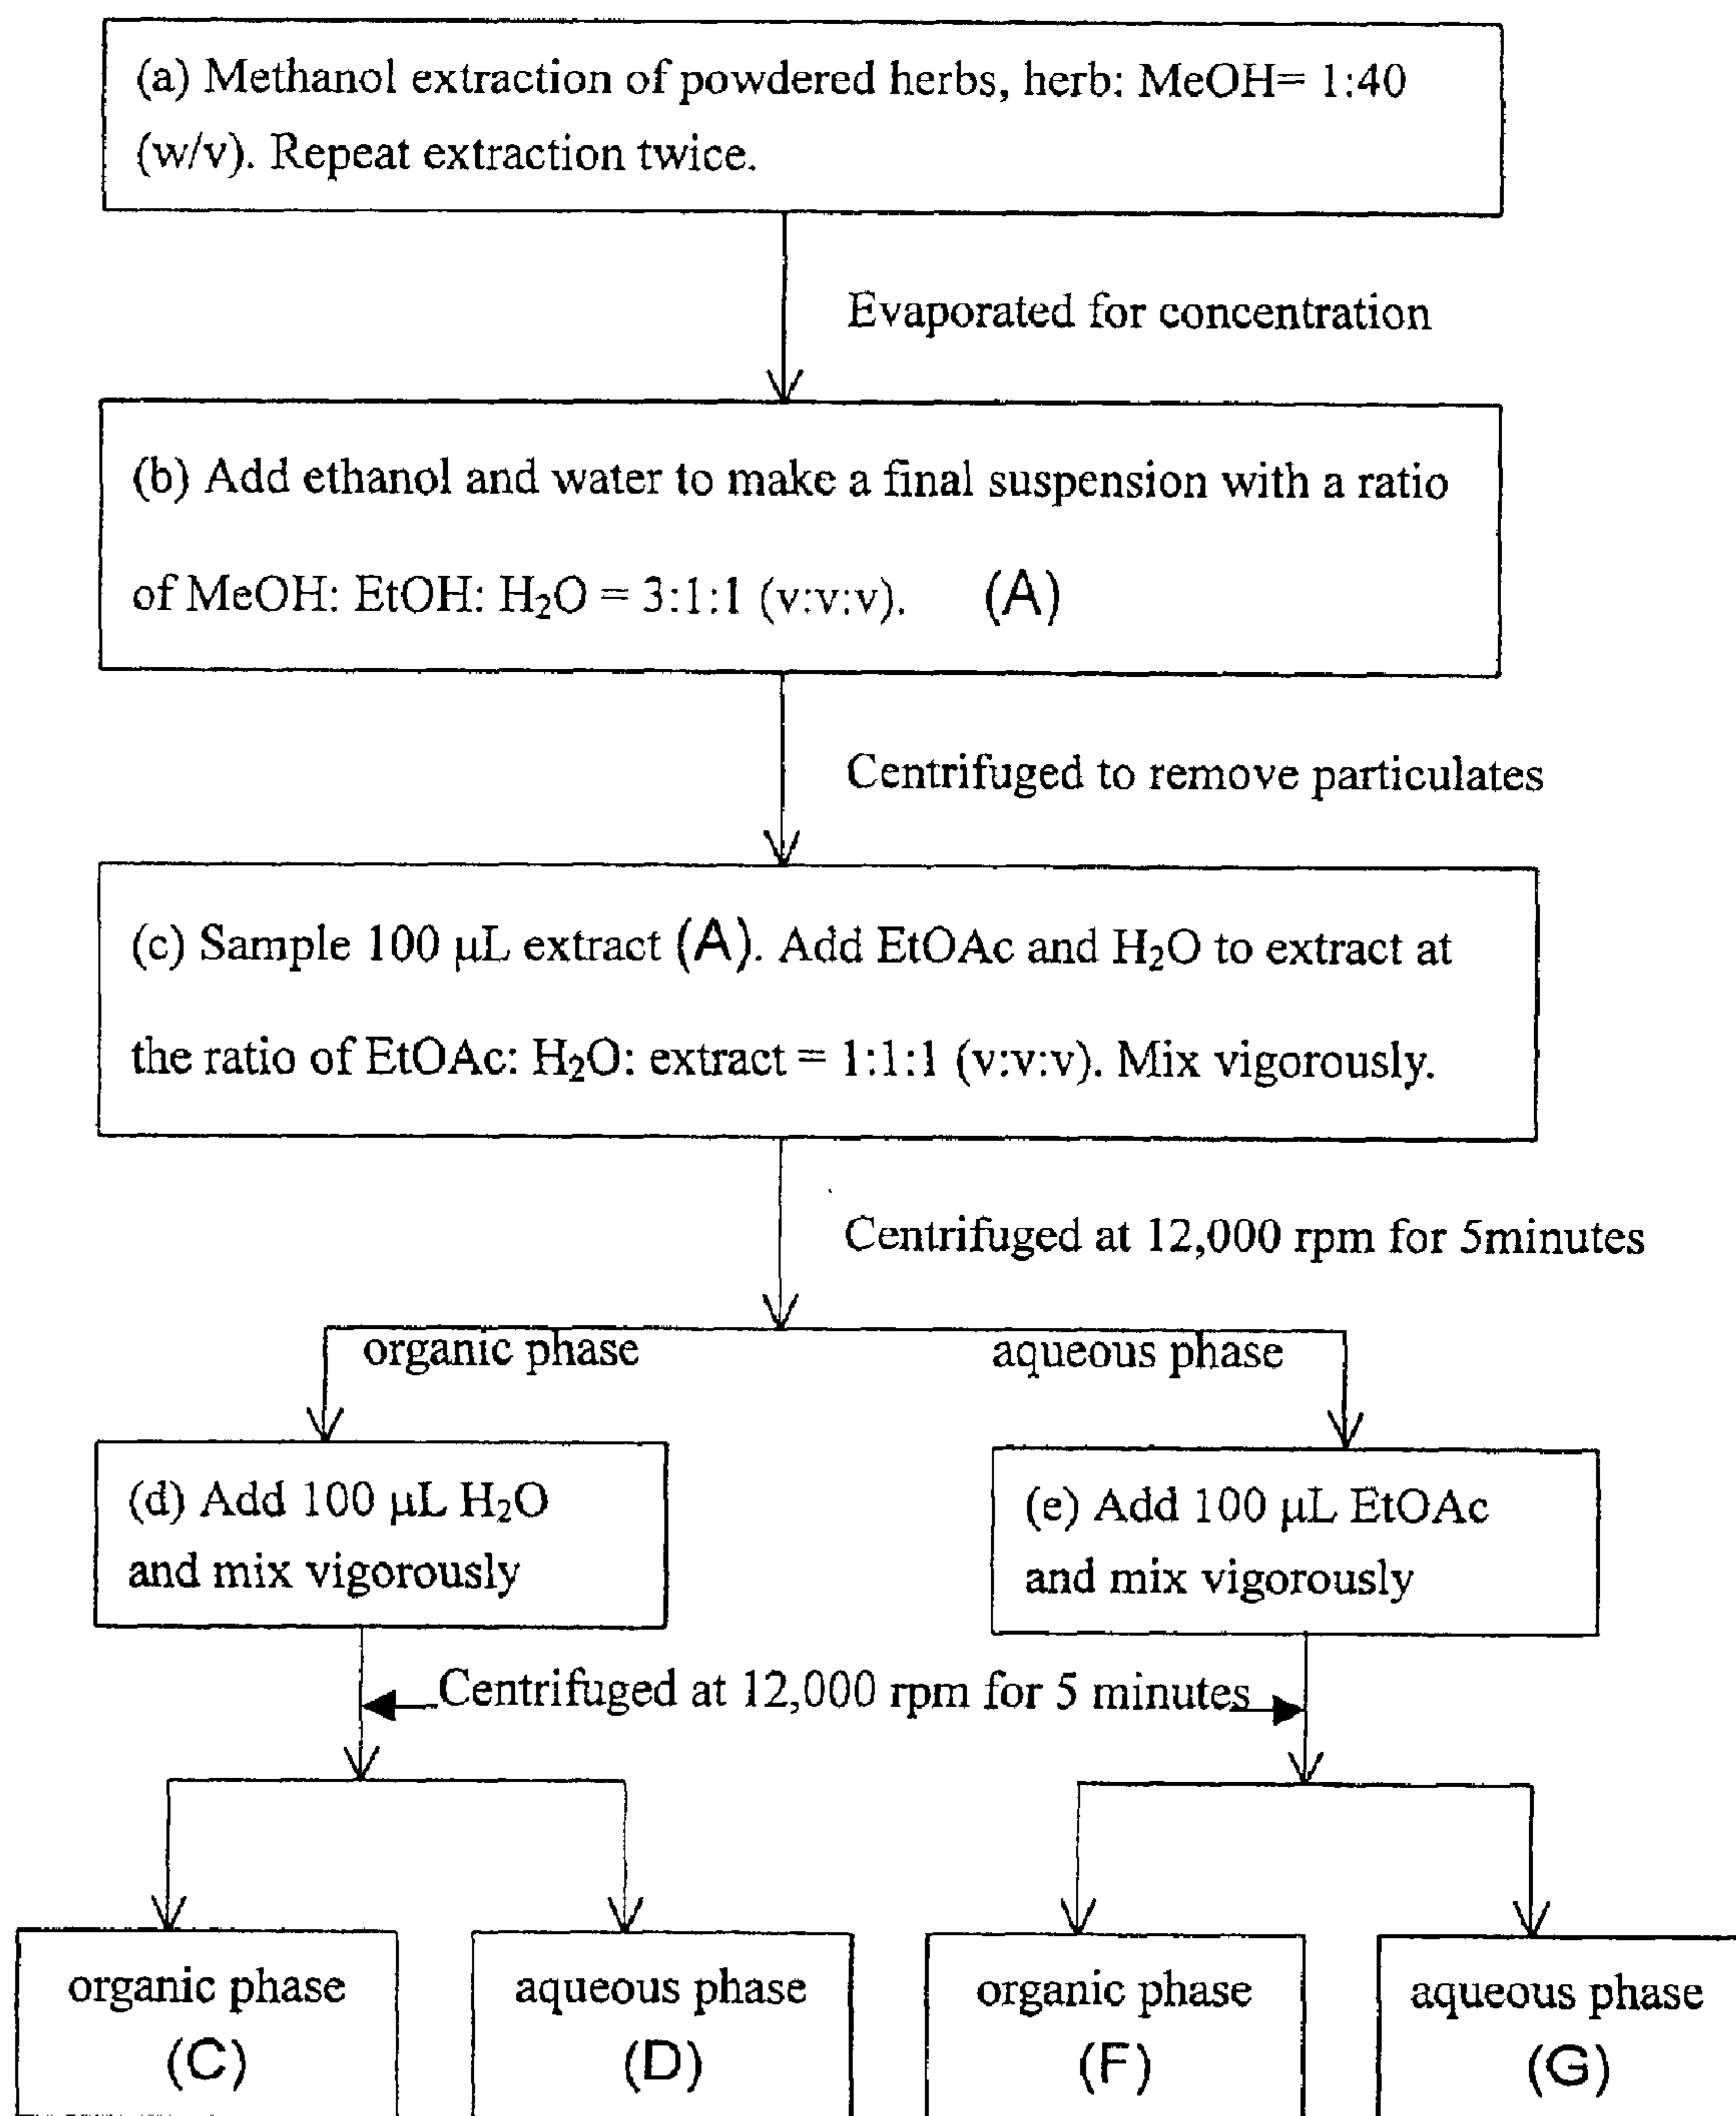 (a) Methanol extraction of powdered herbs, herb: MeOH= 1:40
(w/v). Repeat extraction twice.
Evaporated for concentration
(b) Add ethanol and water to make a final suspension with a ratio
of MeOH: EtOH: H₂O = 3:1:1 (v:v:v). (A)
Centrifuged to remove particulates
(c) Sample 100 µL extract (A). Add EtOAc and H₂O to extract at
the ratio of EtOAc: H₂O: extract = 1:1:1 (v:v:v). Mix vigorously.
Centrifuged at 12,000 rpm for 5minutes
organic phase aqueous phase
(d) Add 100 µL H₂O
and mix vigorously
(e) Add 100 µL EtOAc
and mix vigorously
Centrifuged at 12,000 rpm for 5 minutes
organic phase
(C)
aqueous phase
(D)
organic phase
(F)
aqueous phase
(G)